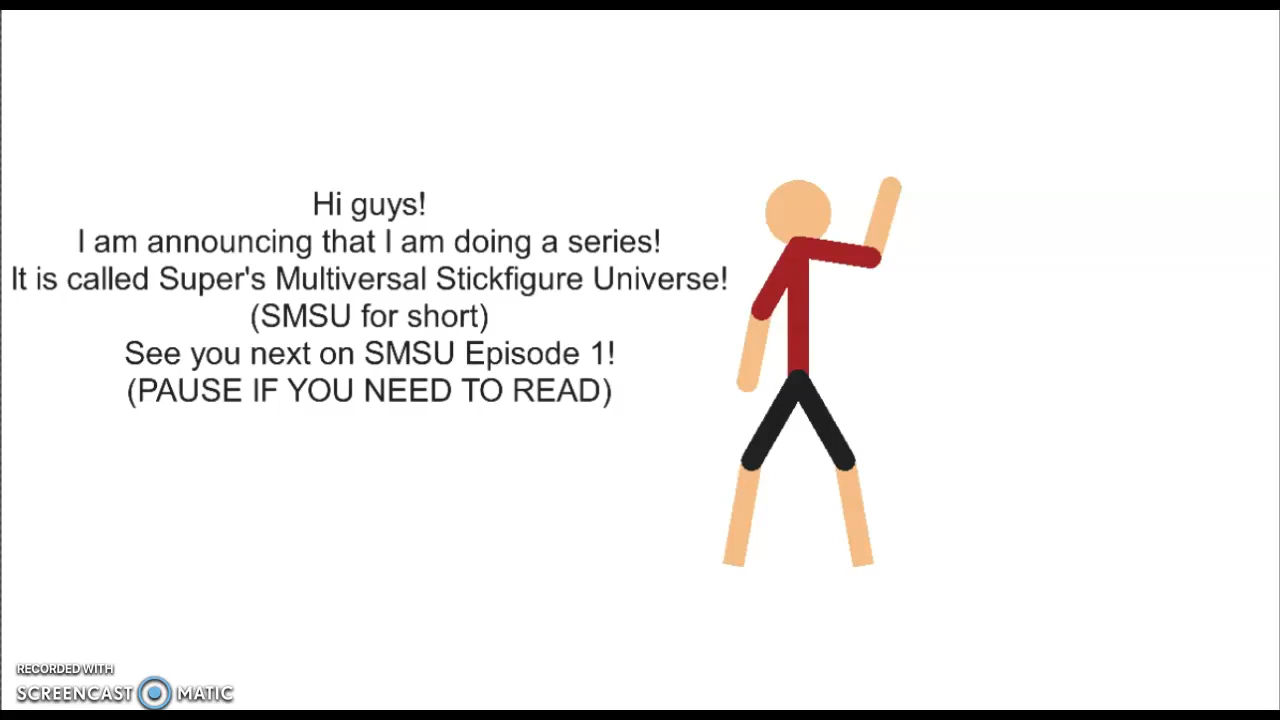 Hi guys!
I am announcing that I am doing a series!
It is called Super's Multiversal Stickfigure Universe!
(SMSU for short)
See you next on SMSU Episode 1!
(PAUSE IF YOU NEED TO READ)
RECORDED WITH
SCREENCAST MATIC